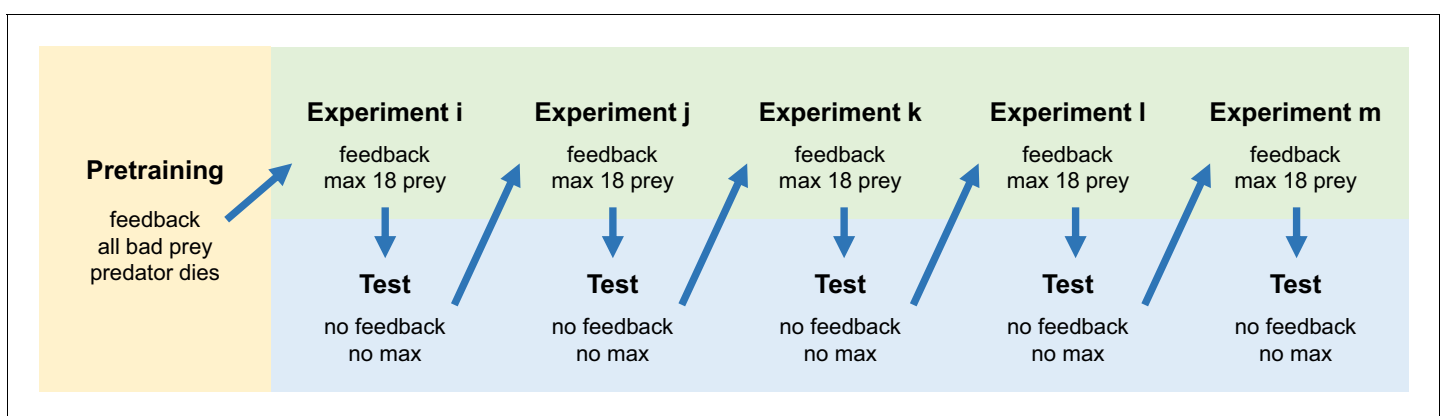 Pretraining
feedback
all bad prey
predator dies
Experiment i
feedback
max 18 prey
Test
no feedback
no max
Experiment j
feedback
max 18 prey
Test
no feedback
no max
Experiment k
feedback
max 18 prey
Test
no feedback
no max
Experiment l
feedback
max 18 prey
Test
no feedback
no max
Experiment m
feedback
max 18 prey
Test
no feedback
no max